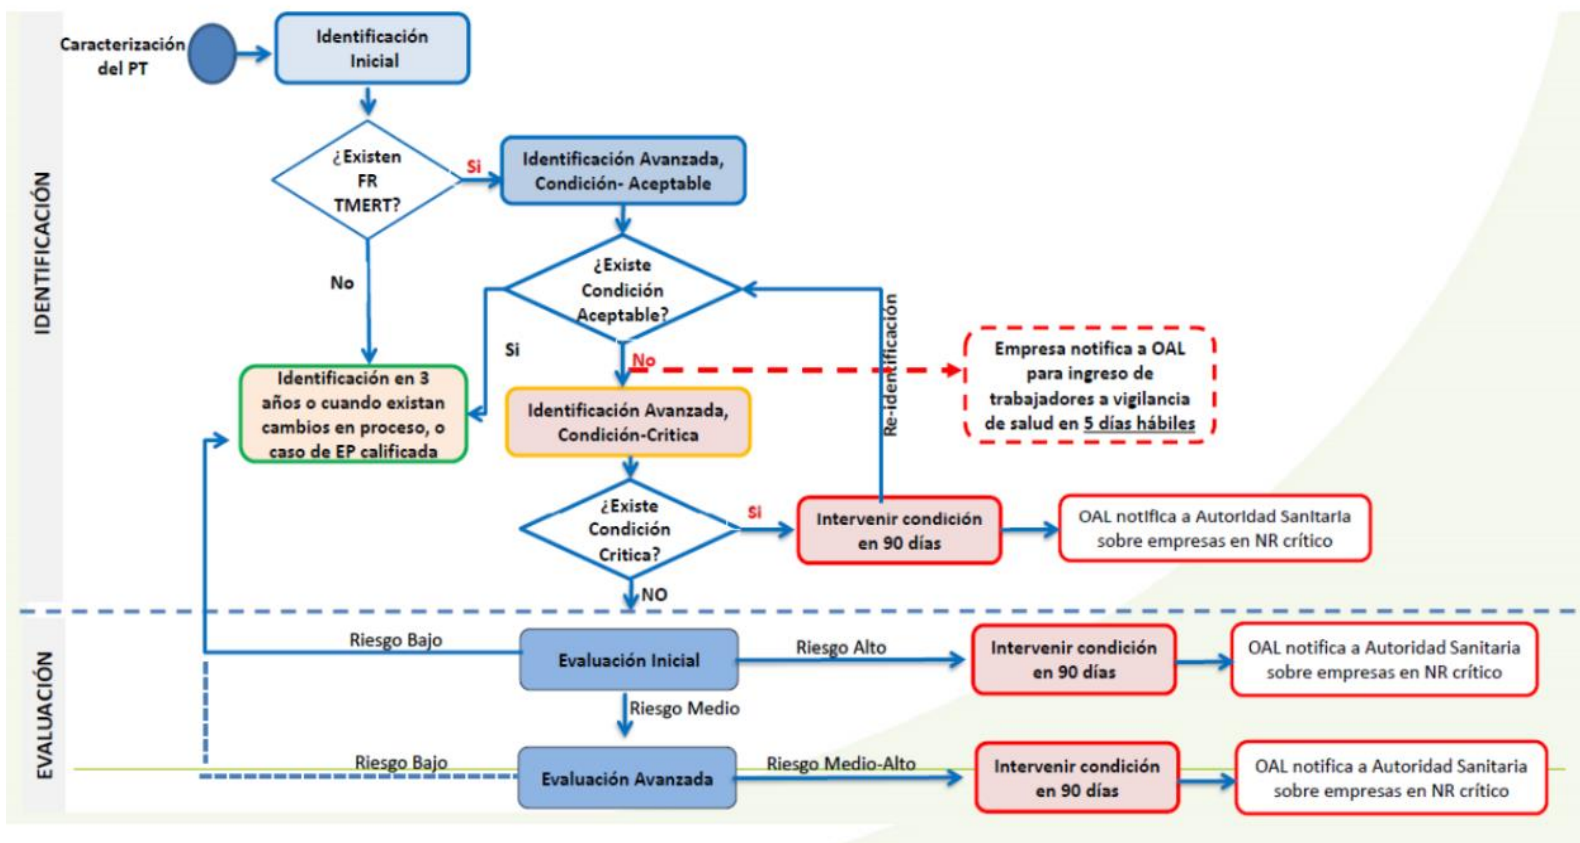 IDENTIFICACIÓN
Caracterización
del PT
Identificación
Inicial
¿Existen
FR
TMERT?
Si
No
Identificación Avanzada,
Condición- Aceptable
¿Existe
Condición
Aceptable?
Si
No
Re-identificación
Empresa notifica a OAL
para ingreso de
trabajadores a vigilancia
de salud en 5 días hábiles
Identificación en 3
años o cuando existan
cambios en proceso, o
caso de EP calificada
Identificación Avanzada,
Condición-Critica
¿Existe
Condición
Critica?
Si
NO
Intervenir condición
en 90 días
OAL notifica a Autoridad Sanitaria
sobre empresas en NR crítico
EVALUACIÓN
Riesgo Bajo
Evaluación Inicial
Riesgo Alto
Intervenir condición
en 90 días
OAL notifica a Autoridad Sanitaria
sobre empresas en NR crítico
Riesgo Medio
Riesgo Bajo
Evaluación Avanzada
Riesgo Medio-Alto
Intervenir condición
en 90 días
OAL notifica a Autoridad Sanitaria
sobre empresas en NR crítico